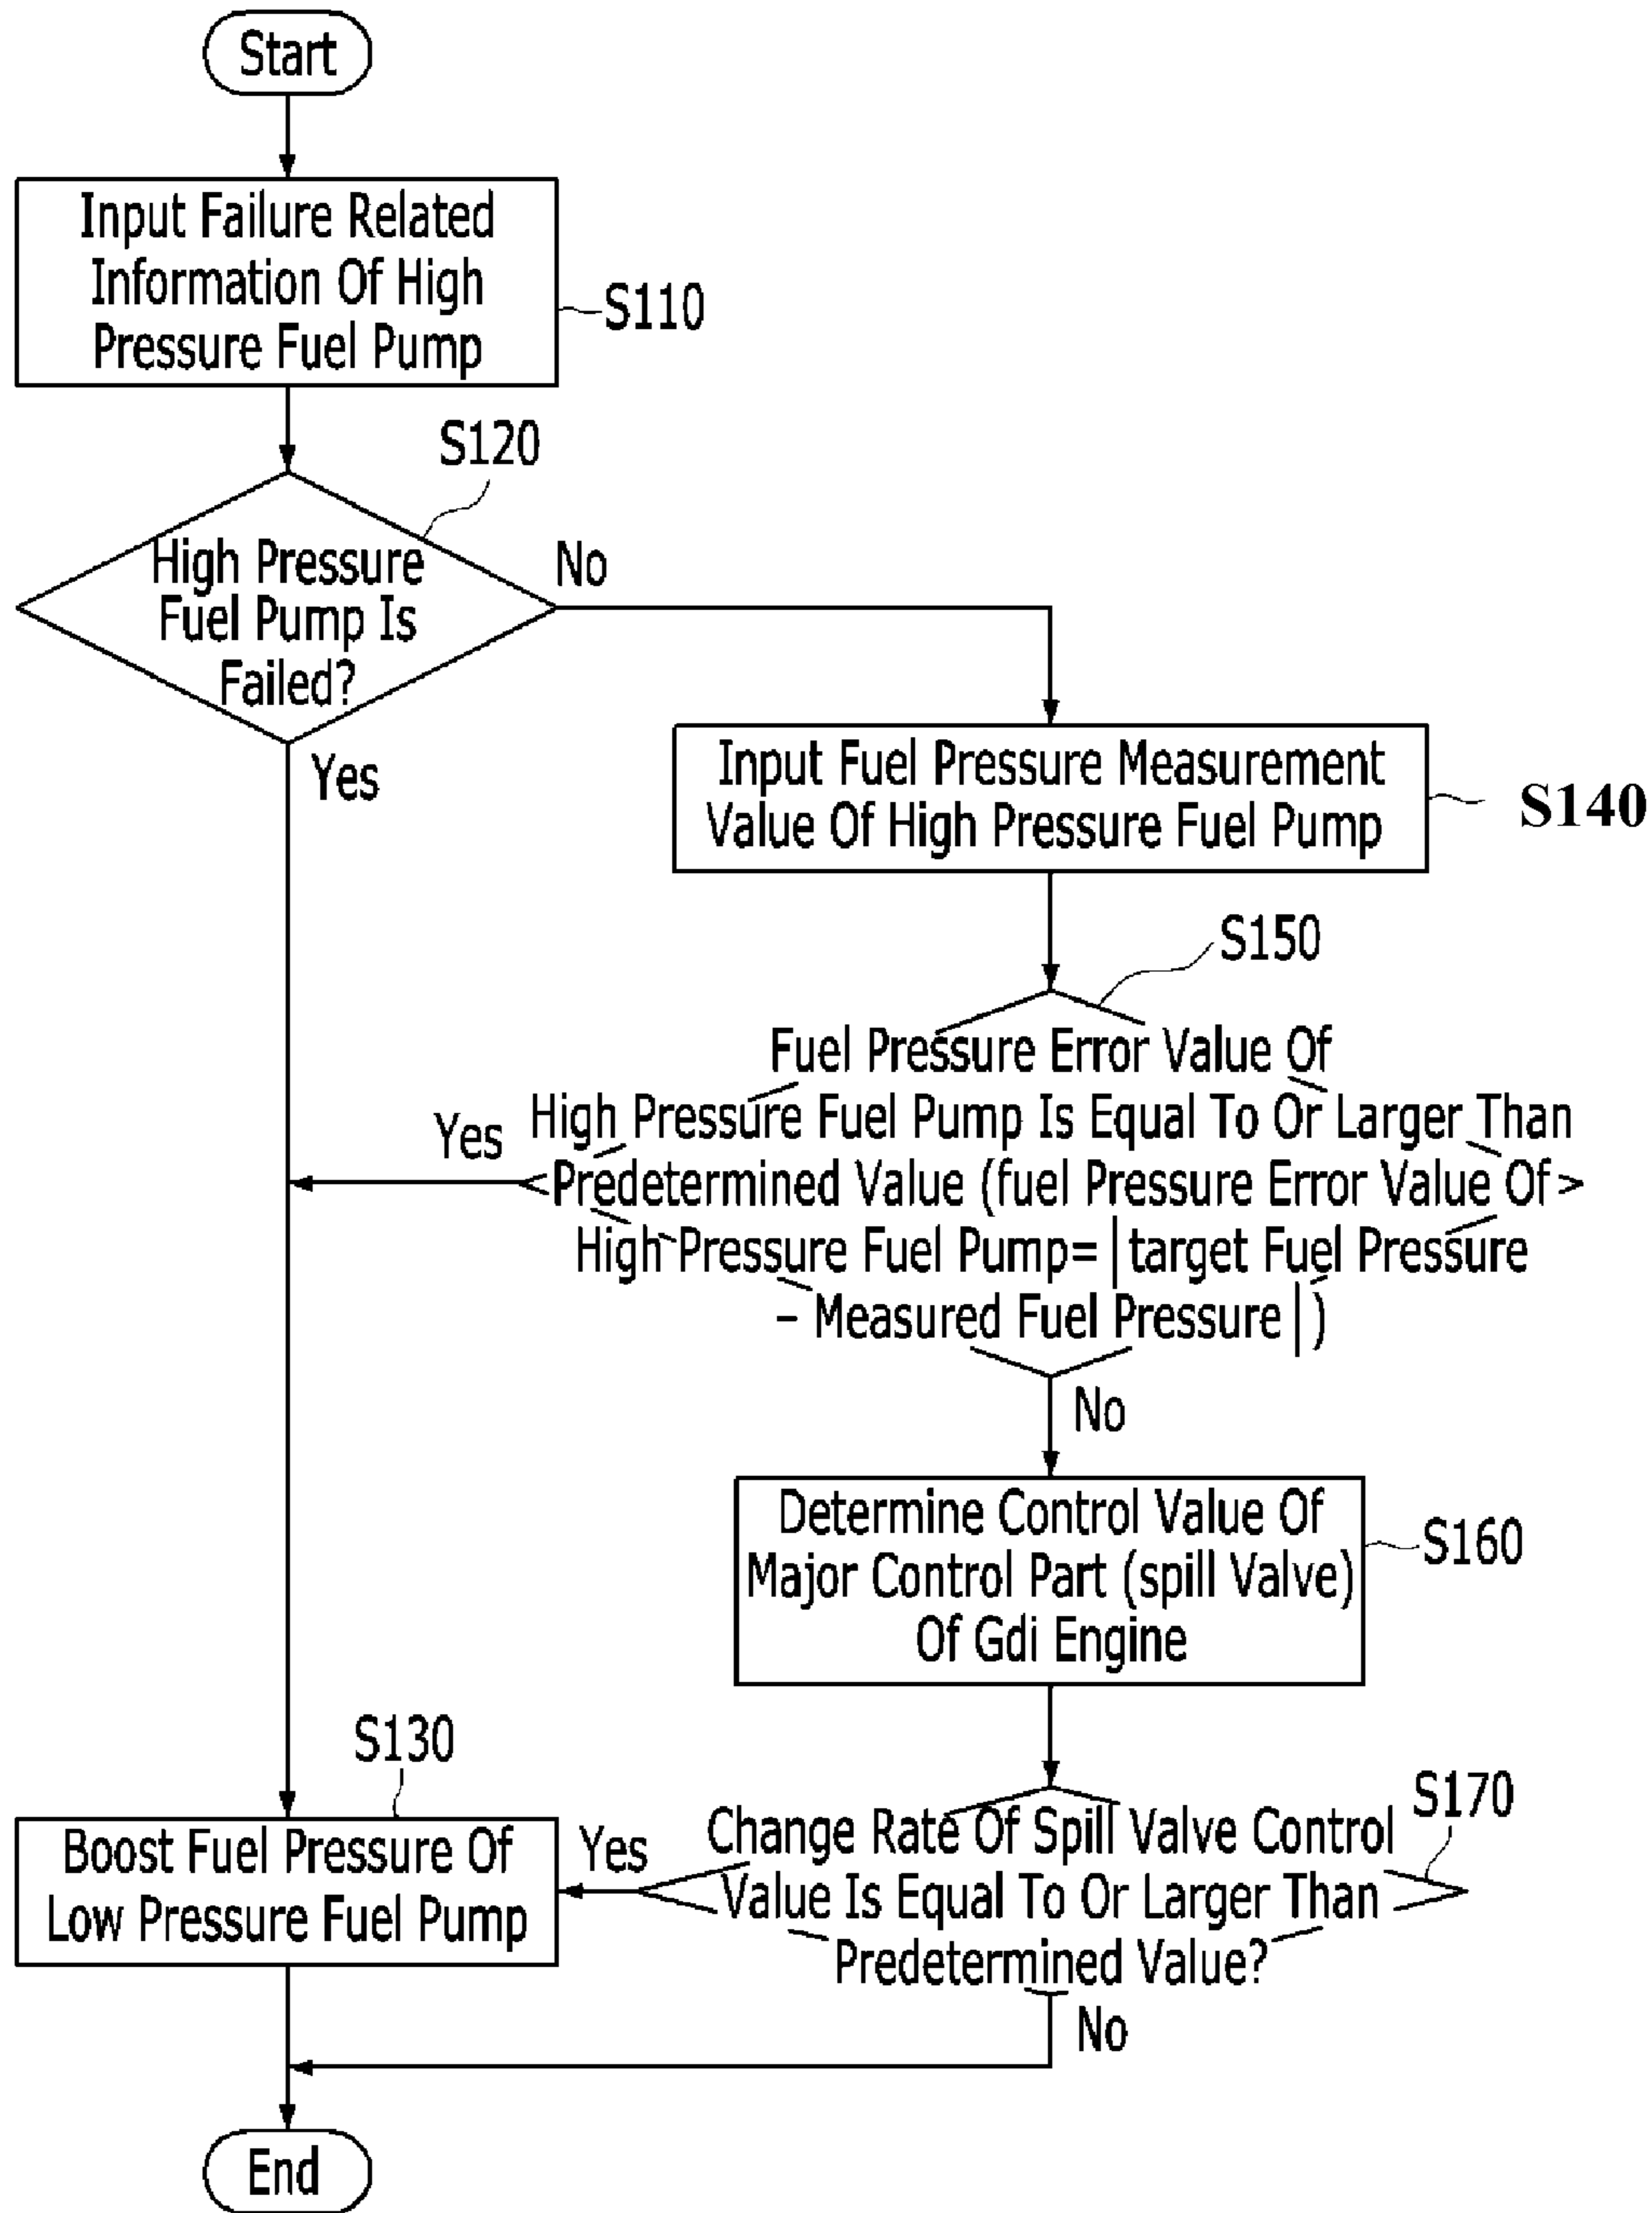 Start
Input Failure Related
Information Of High
Pressure Fuel Pump
S110
S120
High Pressure
Fuel Pump Is
Failed?
No
Yes
Input Fuel Pressure Measurement
Value Of High Pressure Fuel Pump
S140
S150
Fuel Pressure Error Value Of
High Pressure Fuel Pump Is Equal To Or Larger Than
Predetermined Value (fuel Pressure Error Value Of
High Pressure Fuel Pump=|target Fuel Pressure
– Measured Fuel Pressure|)
Yes
No
Determine Control Value Of
Major Control Part (spill Valve)
Of Gdi Engine
S160
S130
Boost Fuel Pressure Of
Low Pressure Fuel Pump
Yes
Change Rate Of Spill Valve Control
Value Is Equal To Or Larger Than
Predetermined Value?
S170
No
End